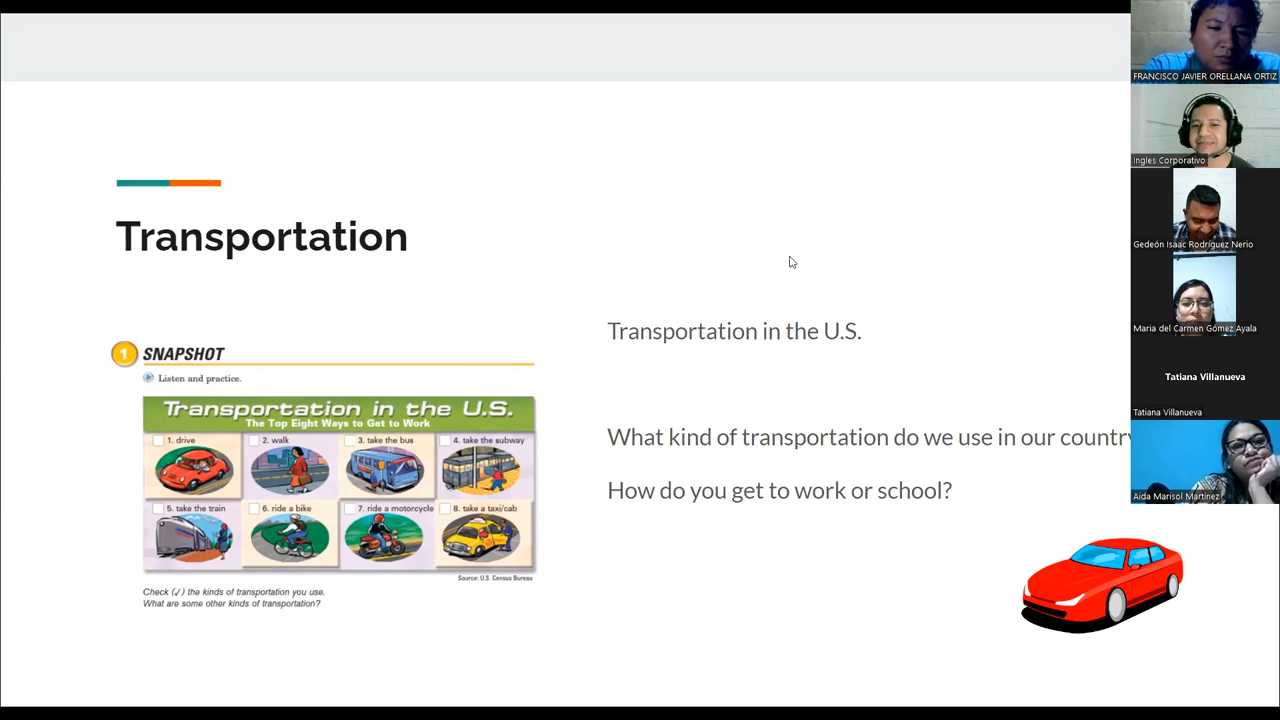 Transportation
1 SNAPSHOT
Listen and practice.
Transportation in the U.S.
The Top Eight Ways to Get to Work
1. drive
2. walk
3. take the bus
4. take the subway
5. take the train
6. ride a bike
7. ride a motorcycle
8. take a taxi/cab
Source: U.S. Census Bureau
Check (✓) the kinds of transportation you use.
What are some other kinds of transportation?
Transportation in the U.S.
What kind of transportation do we use in our country
How do you get to work or school?
FRANCISCO JAVIER ORELLANA ORTIZ
Ingles Corporativo
Gedeón Isaac Rodríguez Nerio
Maria del Carmen Gómez Ayala
Tatiana Villanueva
Tatiana Villanueva
Aida Marisol Martinez